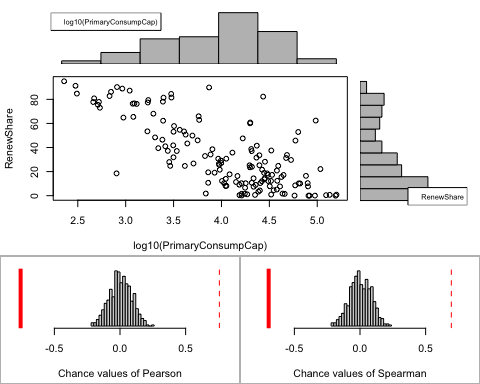 log10(PrimaryConsumpCap)
RenewShare
80
60
40
20
0
2.5 3.0 3.5 4.0 4.5 5.0
log10(PrimaryConsumpCap)
RenewShare
-0.5 0.0 0.5
Chance values of Pearson
-0.5 0.0 0.5
Chance values of Spearman